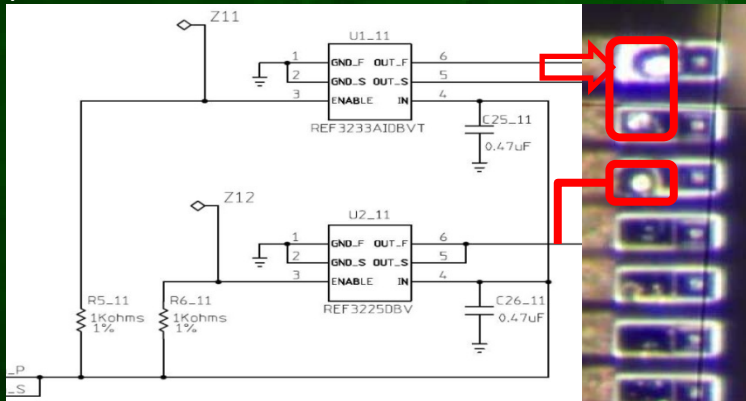 Z11
U1_11
1 GND_F OUT_F 6
2 GND_S OUT_S 5
3 ENABLE IN 4
REF3233AIDBVT
C25_11
0.47uF
Z12
U2_11
1 GND_F OUT_F 6
2 GND_S OUT_S 5
3 ENABLE IN 4
REF3225DBV
R5_11
1Kohms
1%
R6_11
1Kohms
1%
C26_11
0.47uF
_P
_S